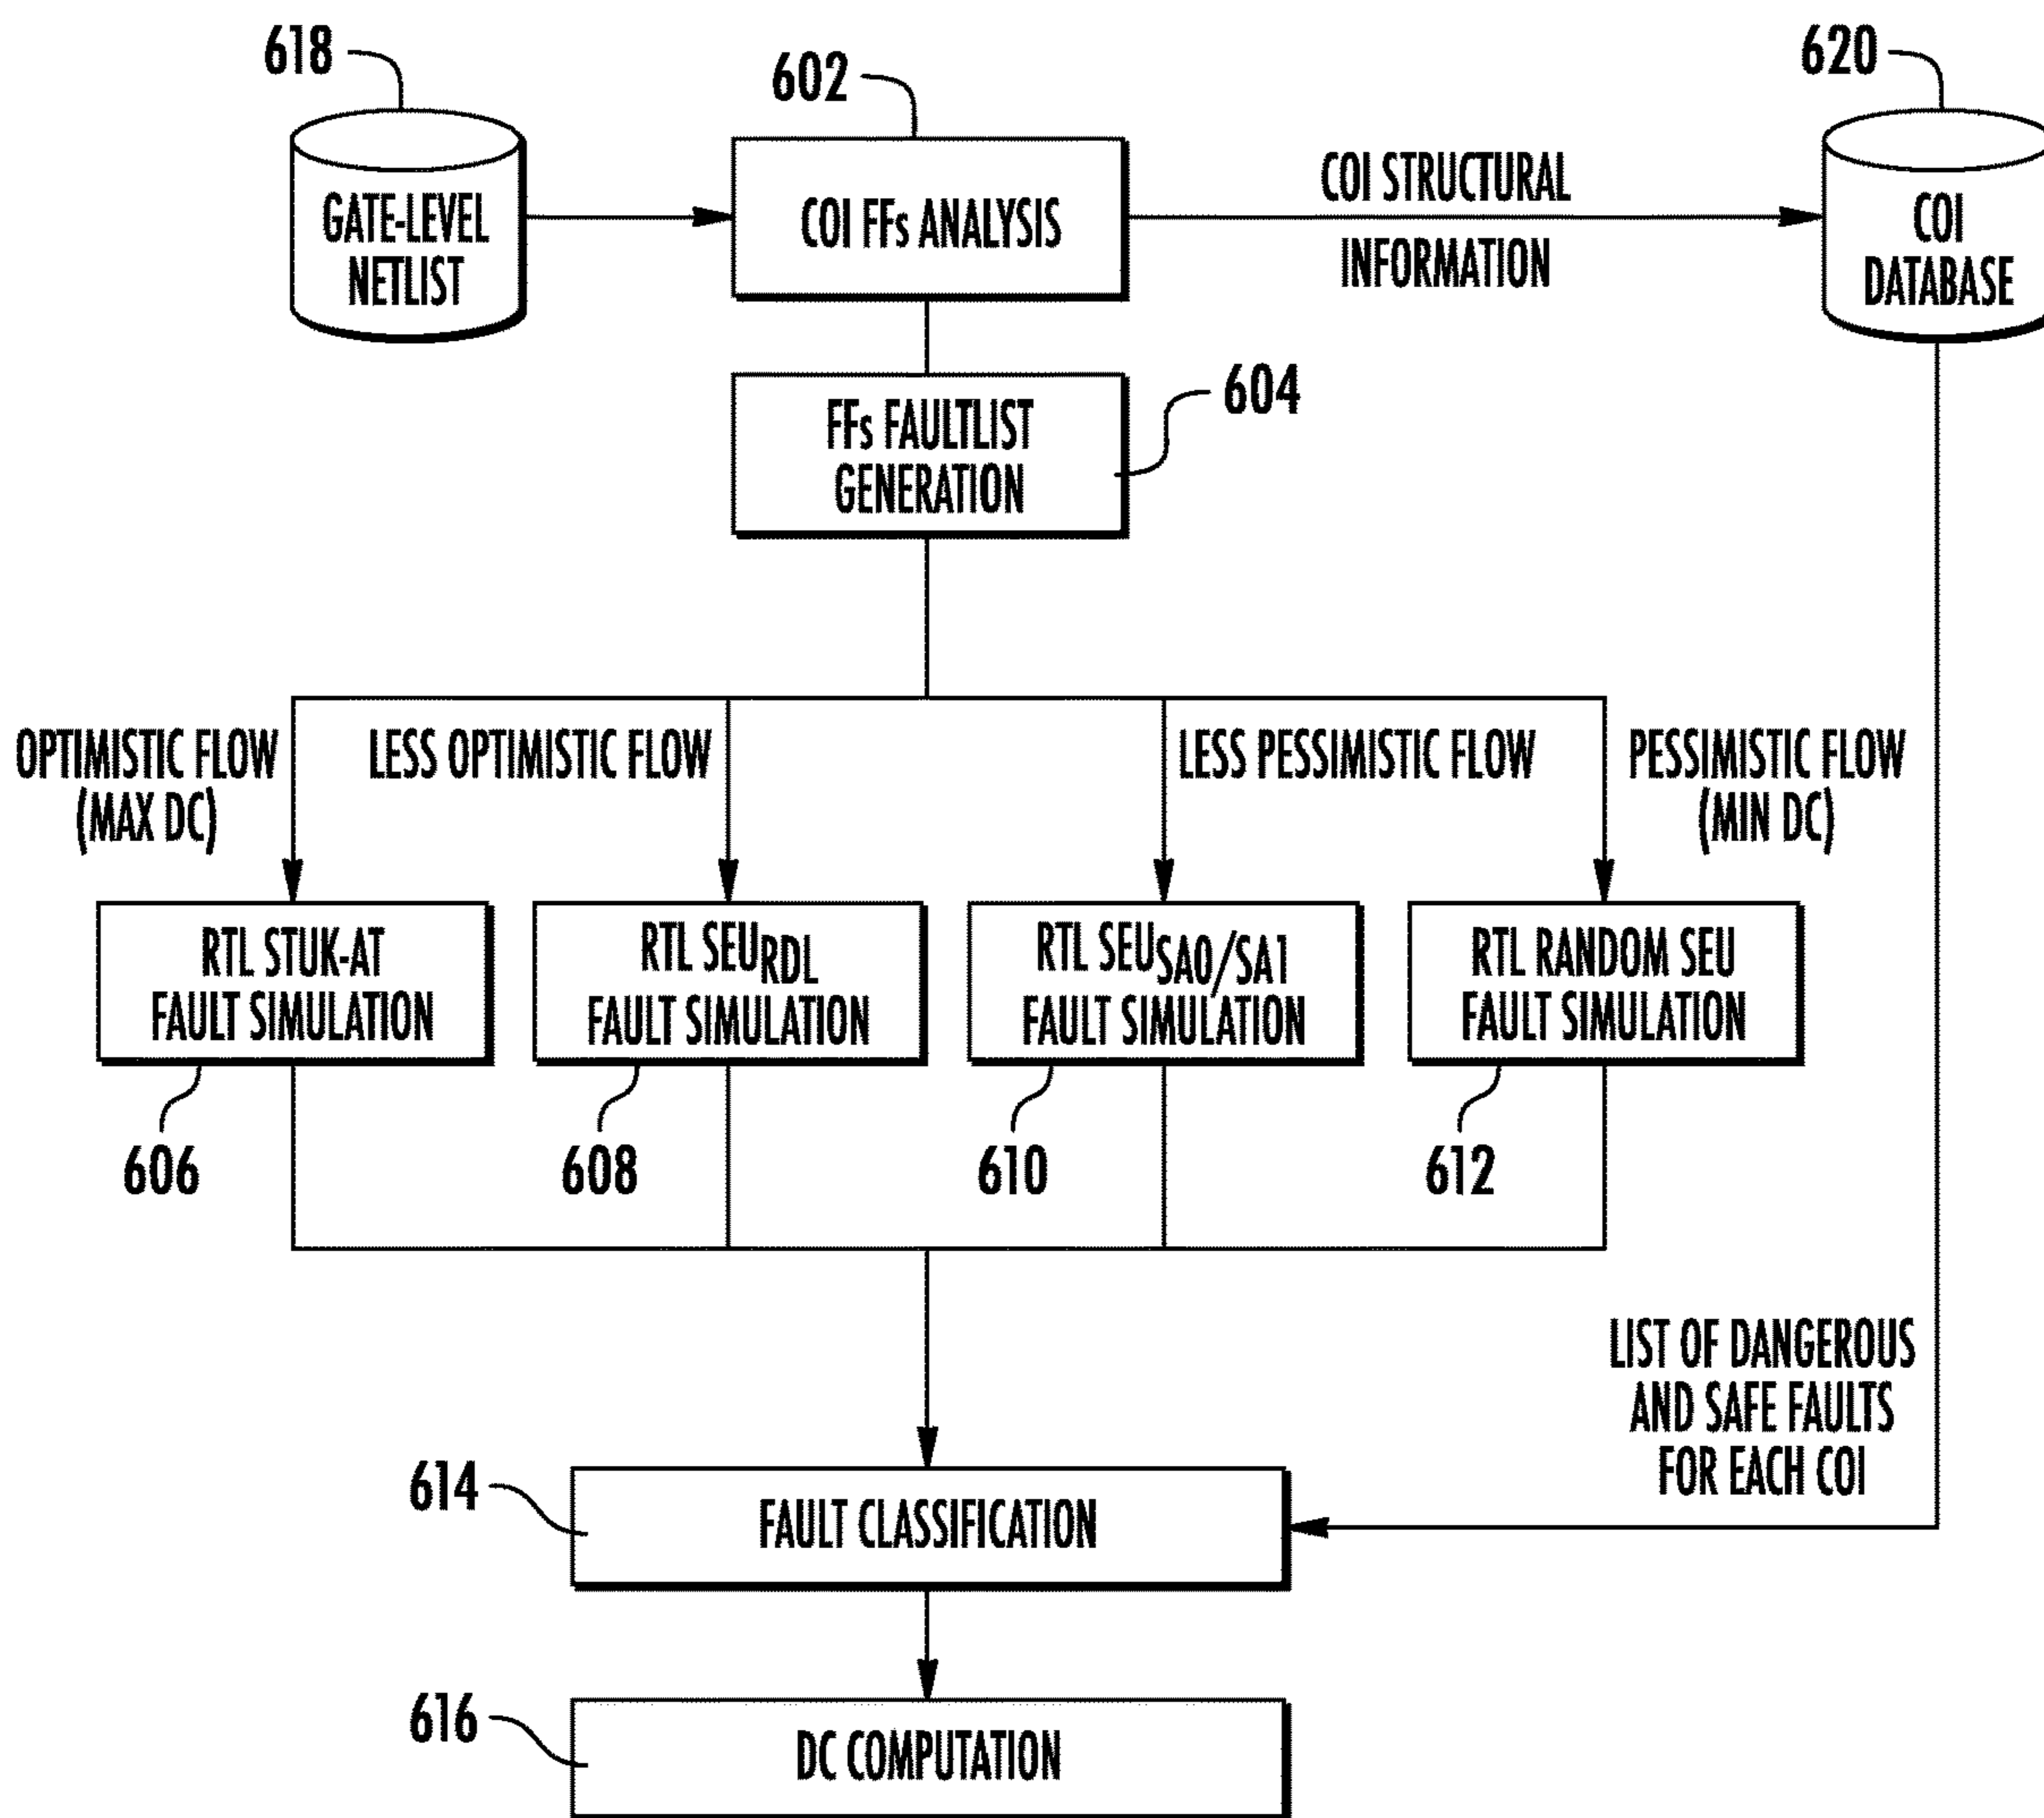 618
602
620
GATE-LEVEL
NETLIST
COI FFs ANALYSIS
COI STRUCTURAL
INFORMATION
COI
DATABASE
FFs FAULTLIST
GENERATION
604
OPTIMISTIC FLOW
(MAX DC)
LESS OPTIMISTIC FLOW
LESS PESSIMISTIC FLOW
PESSIMISTIC FLOW
(MIN DC)
RTL STUK-AT
FAULT SIMULATION
RTL SEURDL
FAULT SIMULATION
RTL SEUSA0/SA1
FAULT SIMULATION
RTL RANDOM SEU
FAULT SIMULATION
606
608
610
612
LIST OF DANGEROUS
AND SAFE FAULTS
FOR EACH COI
614
FAULT CLASSIFICATION
616
DC COMPUTATION